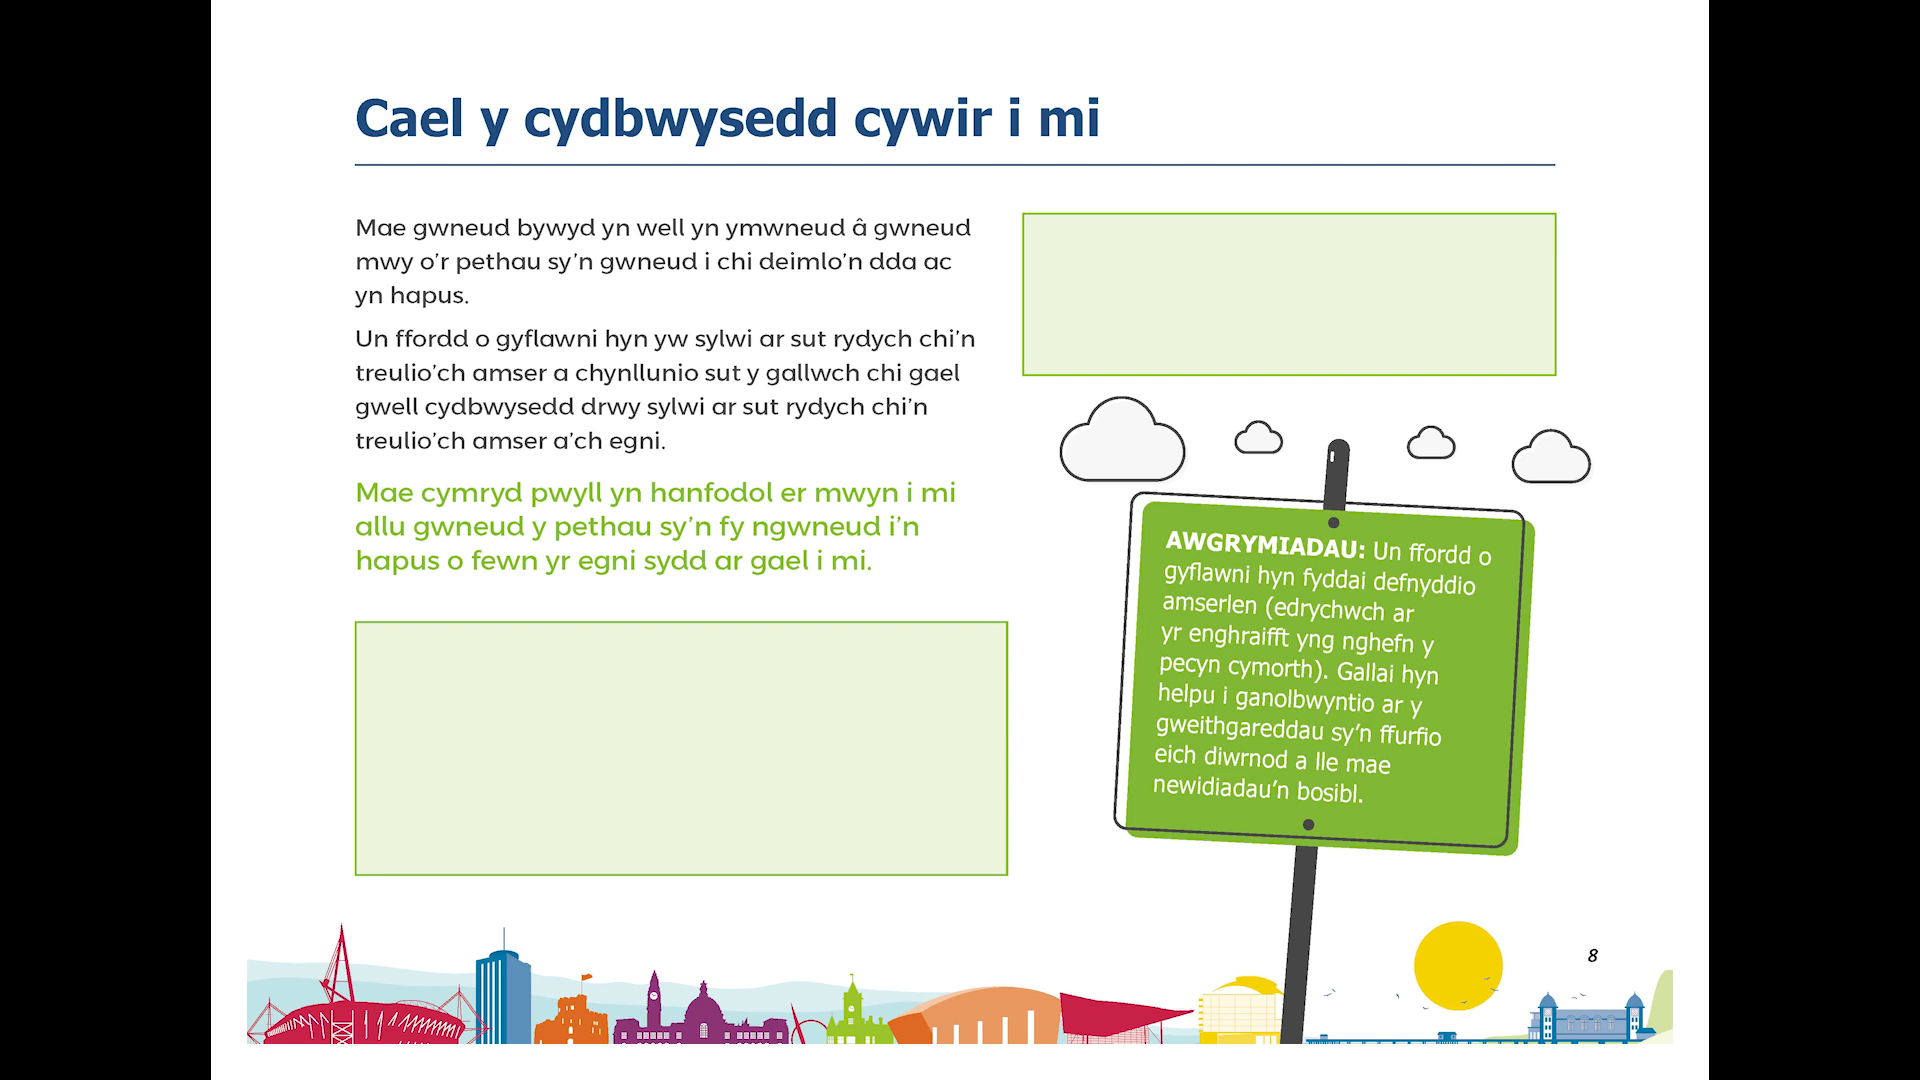 Cael y cydbwysedd cywir i mi
Mae gwneud bywyd yn well yn ymwneud â gwneud
mwy o’r pethau sy’n gwneud i chi deimlo’n dda ac
yn hapus.
Un ffordd o gyflawni hyn yw sylwi ar sut rydych chi’n
treulio’ch amser a chynllunio sut y gallwch chi gael
gwell cydbwysedd drwy sylwi ar sut rydych chi’n
treulio’ch amser a’ch egni.
Mae cymryd pwyll yn hanfodol er mwyn i mi
allu gwneud y pethau sy’n fy ngwneud i’n
hapus o fewn yr egni sydd ar gael i mi.
AWGRYMIADAU: Un ffordd o
gyflawni hyn fyddai defnyddio
amserlen (edrychwch ar
yr enghraifft yng nghefn y
pecyn cymorth). Gallai hyn
helpu i ganolbwyntio ar y
gweithgareddau sy’n ffurfio
eich diwrnod a lle mae
newidiadau’n bosibl.
8